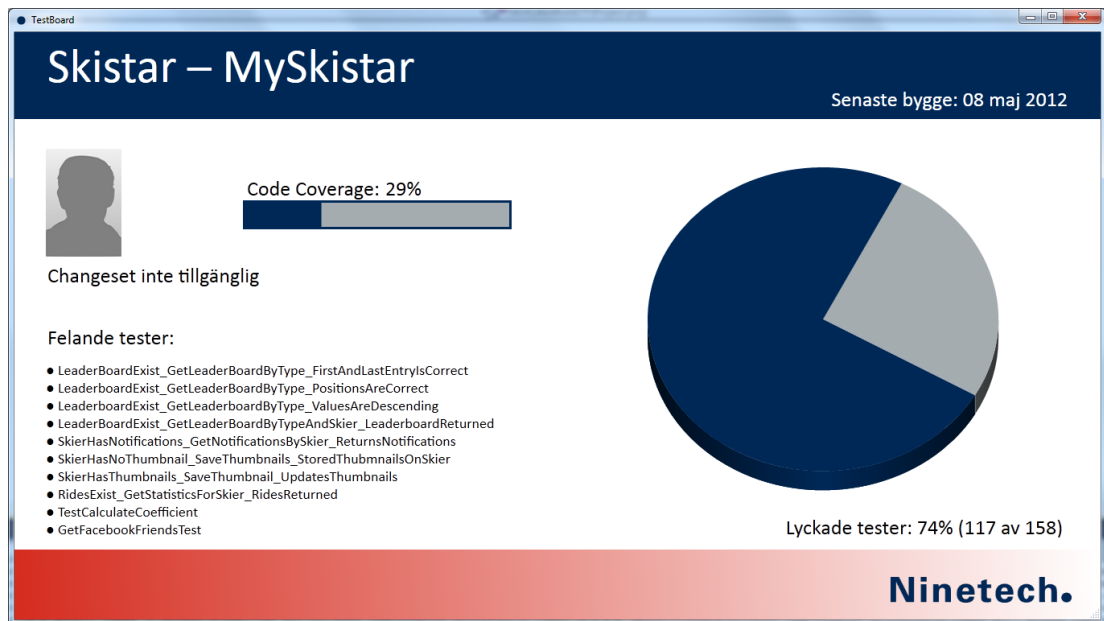 TestBoard
Skistar – MySkistar
Senaste bygge: 08 maj 2012
Code Coverage: 29%
Changeset inte tillgänglig
Felande tester:
● LeaderBoardExist_GetLeaderBoardByType_FirstAndLastEntryIsCorrect
● LeaderBoardExist_GetLeaderBoardByType_PositionsAreCorrect
● LeaderboardExist_GetLeaderboardByType_ValuesAreDescending
● LeaderBoardExist_GetLeaderBoardByTypeAndSkier_LeaderboardReturned
● SkierHasNotifications_GetNotificationsBySkier_ReturnsNotifications
● SkierHasNoThumbnail_SaveThumbnails_StoredThubmnailsOnSkier
● SkierHasThumbnails_SaveThumbnail_UpdatesThumbnails
● RidesExist_GetStatisticsForSkier_RidesReturned
● TestCalculateCoefficient
● GetFacebookFriendsTest
Lyckade tester: 74% (117 av 158)
Ninetech.